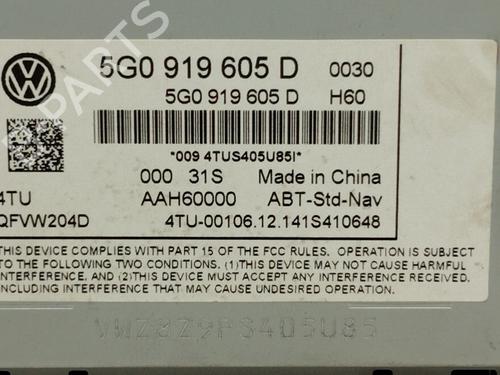 5G0 919 605 D 0030
5G0 919 605 D H60
*009 4TUS405U85I*
000 31S Made in China
4TU AAH60000 ABT-Std-Nav
QFVW204D 4TU-00106.12.141S410648
THIS DEVICE COMPLIES WITH PART 15 OF THE FCC RULES. OPERATION IS SUBJECT
TO THE FOLLOWING TWO CONDITIONS. (1)THIS DEVICE MAY NOT CAUSE HARMFUL
INTERFERENCE, AND (2)THIS DEVICE MUST ACCEPT ANY INTERFERENCE RECEIVED
INCLUDING INTERFERENCE THAT MAY CAUSE UNDESIRED OPERATION.